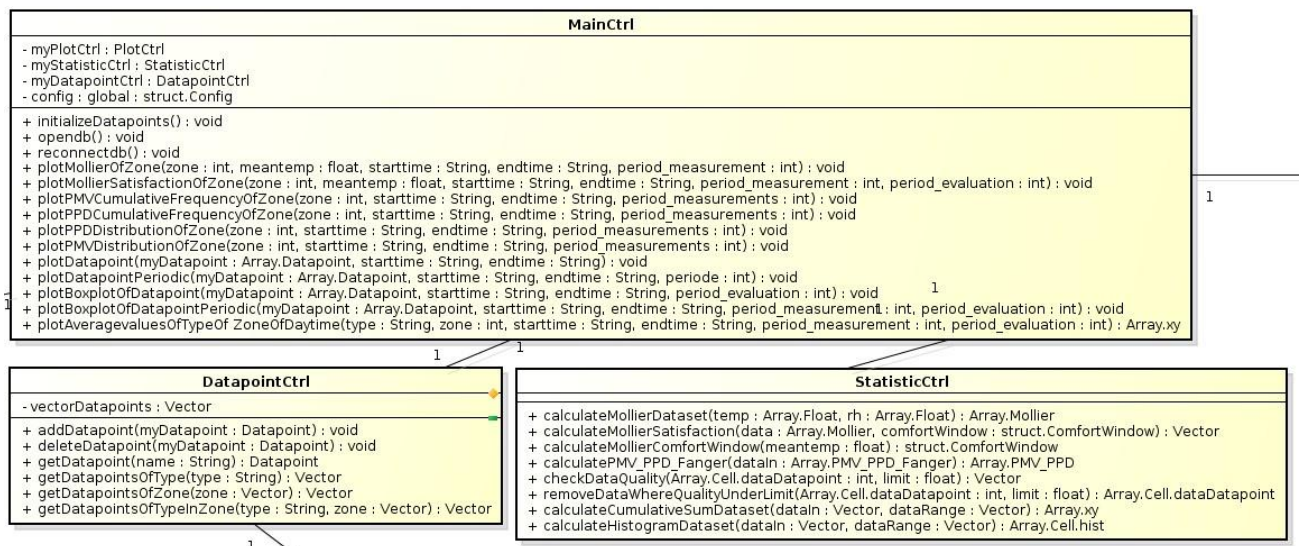 MainCtrl
- myPlotCtrl : PlotCtrl
- myStatisticCtrl : StatisticCtrl
- myDatapointCtrl : DatapointCtrl
- config : global : struct.Config
+ initializeDatapoints() : void
+ opendb() : void
+ reconnectdb() : void
+ plotMollierOfZone(zone : int, meantemp : float, starttime : String, endtime : String, period_measurement : int) : void
+ plotMollierSatisfactionOfZone(zone : int, meantemp : float, starttime : String, endtime : String, period_measurement : int, period_evaluation : int) : void
+ plotPMVCumulativeFrequencyOfZone(zone : int, starttime : String, endtime : String, period_measurements : int) : void
+ plotPPDCumulativeFrequencyOfZone(zone : int, starttime : String, endtime : String, period_measurements : int) : void
+ plotPPDDistributionOfZone(zone : int, starttime : String, endtime : String, period_measurements : int) : void
+ plotPMVDistributionOfZone(zone : int, starttime : String, endtime : String, period_measurements : int) : void
+ plotDatapoint(myDatapoint : Array.Datapoint, starttime : String, endtime : String) : void
+ plotDatapointPeriodic(myDatapoint : Array.Datapoint, starttime : String, endtime : String, periode : int) : void
+ plotBoxplotOfDatapoint(myDatapoint : Array.Datapoint, starttime : String, endtime : String, period_evaluation : int) : void
+ plotBoxplotOfDatapointPeriodic(myDatapoint : Array.Datapoint, starttime : String, endtime : String, period_measurement : int, period_evaluation : int) : void
+ plotAveragevaluesOfTypeOf ZoneOfDaytime(type : String, zone : int, starttime : String, endtime : String, period_measurement : int, period_evaluation : int) : Array.xy
1
1
1
1
1
1
DatapointCtrl
- vectorDatapoints : Vector
+ addDatapoint(myDatapoint : Datapoint) : void
+ deleteDatapoint(myDatapoint : Datapoint) : void
+ getDatapoint(name : String) : Datapoint
+ getDatapointsOfType(type : String) : Vector
+ getDatapointsOfZone(zone : Vector) : Vector
+ getDatapointsOfTypeInZone(type : String, zone : Vector) : Vector
1
StatisticCtrl
+ calculateMollierDataset(temp : Array.Float, rh : Array.Float) : Array.Mollier
+ calculateMollierSatisfaction(data : Array.Mollier, comfortWindow : struct.ComfortWindow) : Vector
+ calculateMollierComfortWindow(meantemp : float) : struct.ComfortWindow
+ calculatePMV_PPD_Fanger(dataIn : Array.PMV_PPD_Fanger) : Array.PMV_PPD
+ checkDataQuality(Array.Cell.dataDatapoint : int, limit : float) : Vector
+ removeDataWhereQualityUnderLimit(Array.Cell.dataDatapoint : int, limit : float) : Array.Cell.dataDatapoint
+ calculateCumulativeSumDataset(dataIn : Vector, dataRange : Vector) : Array.xy
+ calculateHistogramDataset(dataIn : Vector, dataRange : Vector) : Array.Cell.hist